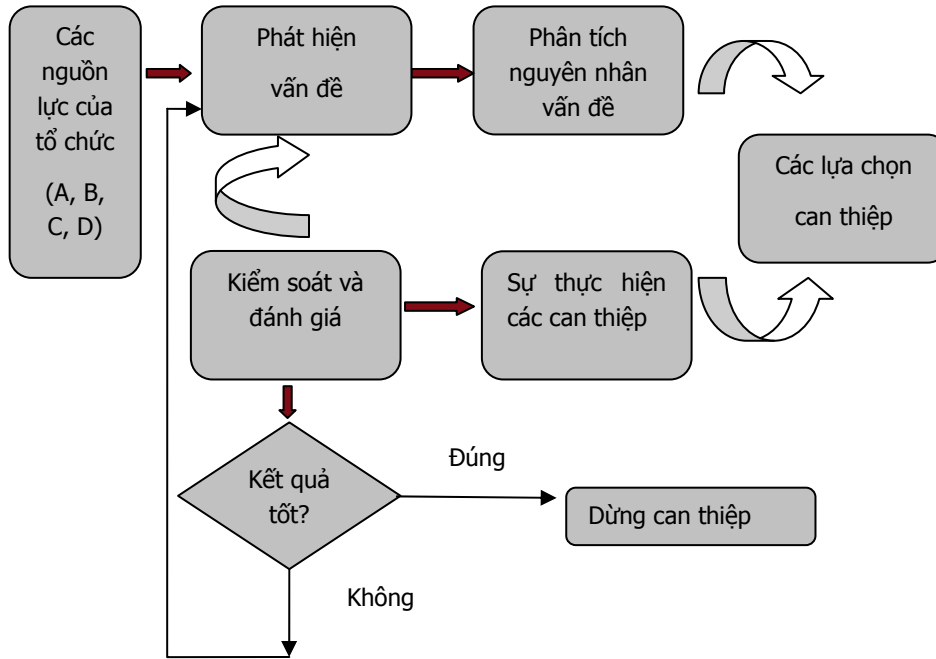 Các
nguồn
lực của
tổ chức
(A, B,
C, D)
Phát hiện
vấn đề
Phân tích
nguyên nhân
vấn đề
Các lựa chọn
can thiệp
Kiểm soát và
đánh giá
Sự thực hiện
các can thiệp
Kết quả
tốt?
Đúng
Dừng can thiệp
Không